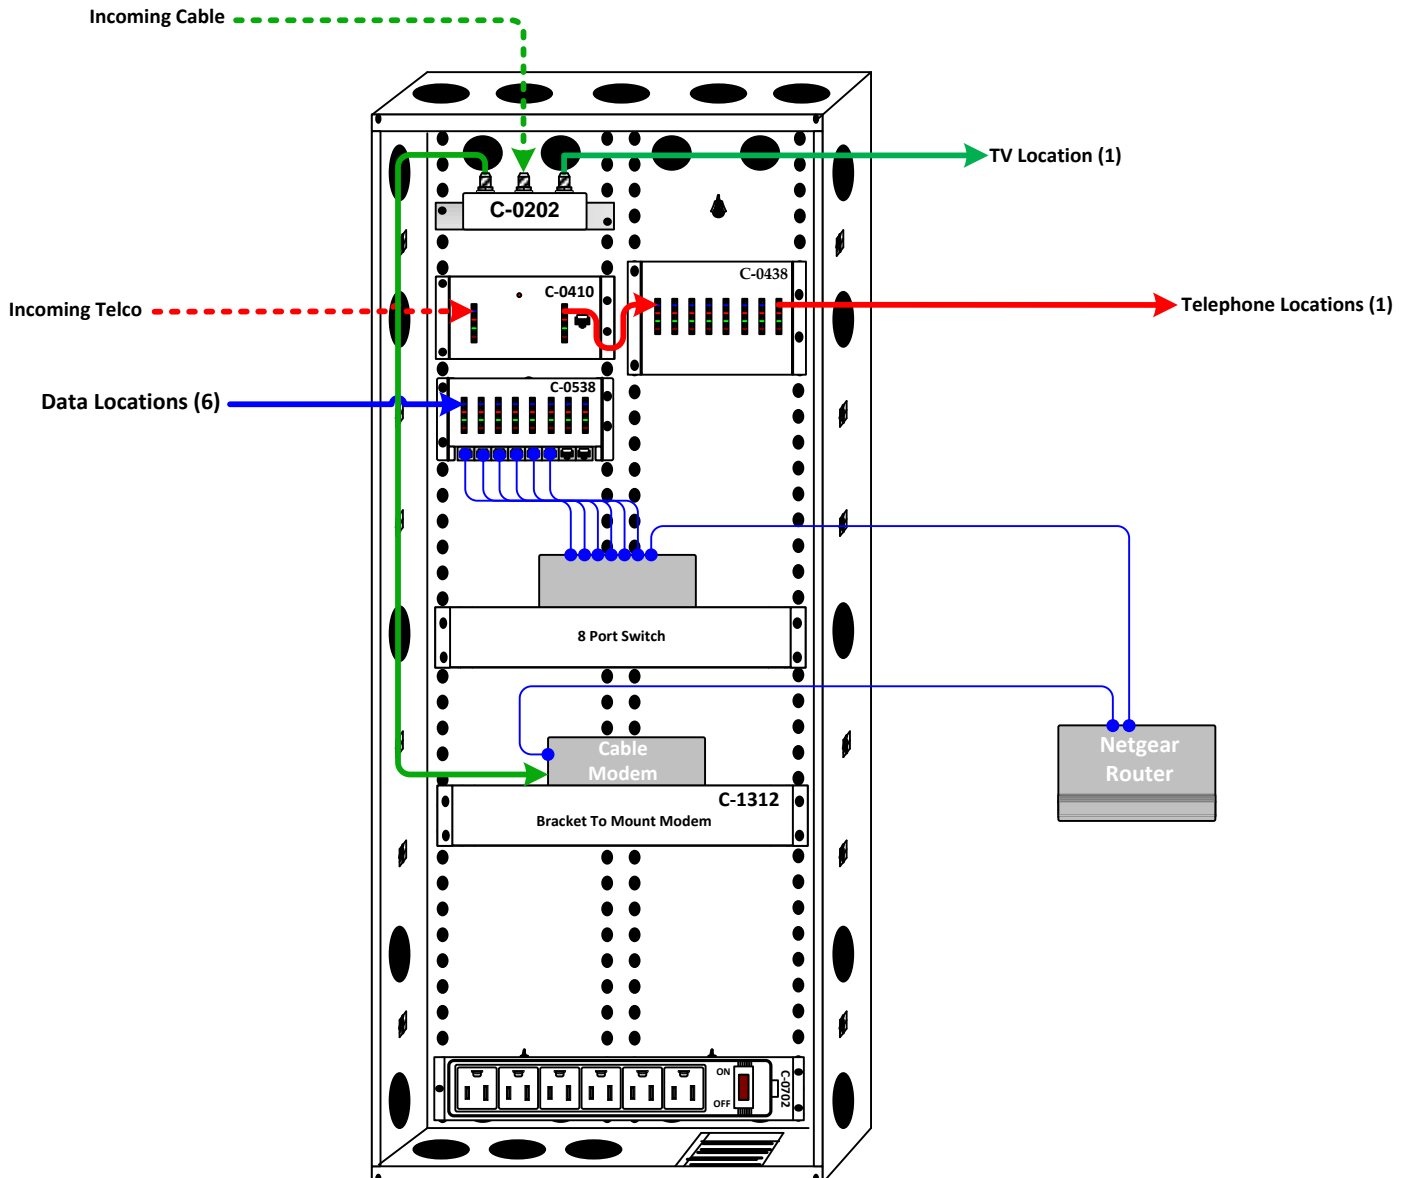 Incoming Cable
TV Location (1)
C-0202
C-0438
C-0410
Incoming Telco
Telephone Locations (1)
C-0538
Data Locations (6)
8 Port Switch
Cable
Modem
Netgear
Router
C-1312
Bracket To Mount Modem
ON
OFF
C-0702